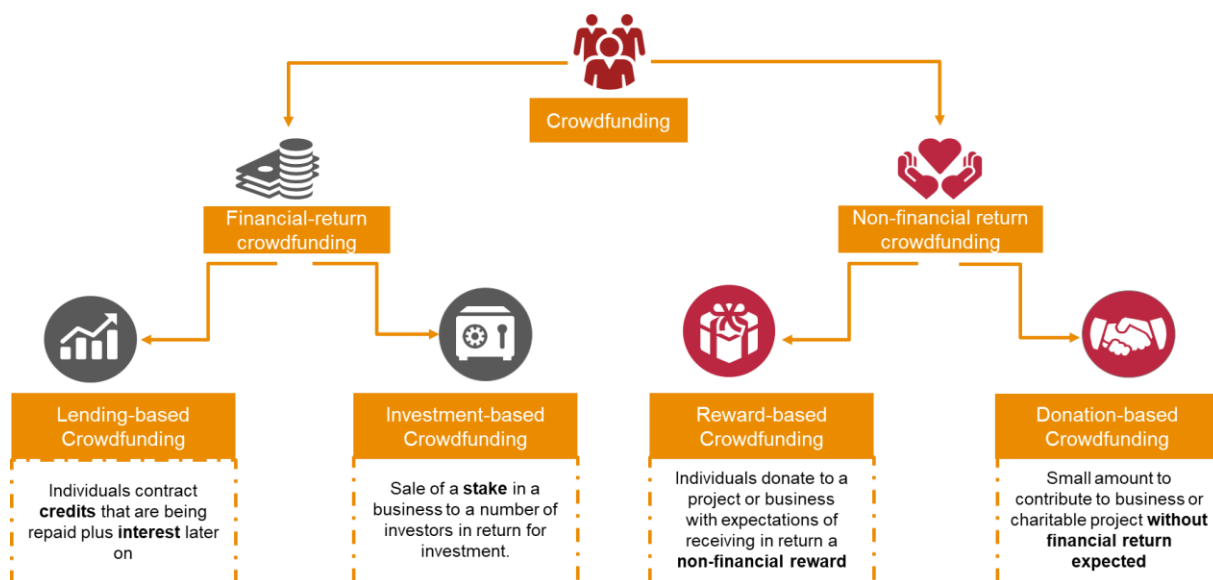 Crowdfunding
Financial-return
crowdfunding
Non-financial return
crowdfunding
Lending-based
Crowdfunding
Individuals contract
credits that are being
repaid plus interest later
on
Investment-based
Crowdfunding
Sale of a stake in a
business to a number of
investors in return for
investment.
Reward-based
Crowdfunding
Individuals donate to a
project or business
with expectations of
receiving in return a
non-financial reward
Donation-based
Crowdfunding
Small amount to
contribute to business or
charitable project without
financial return
expected